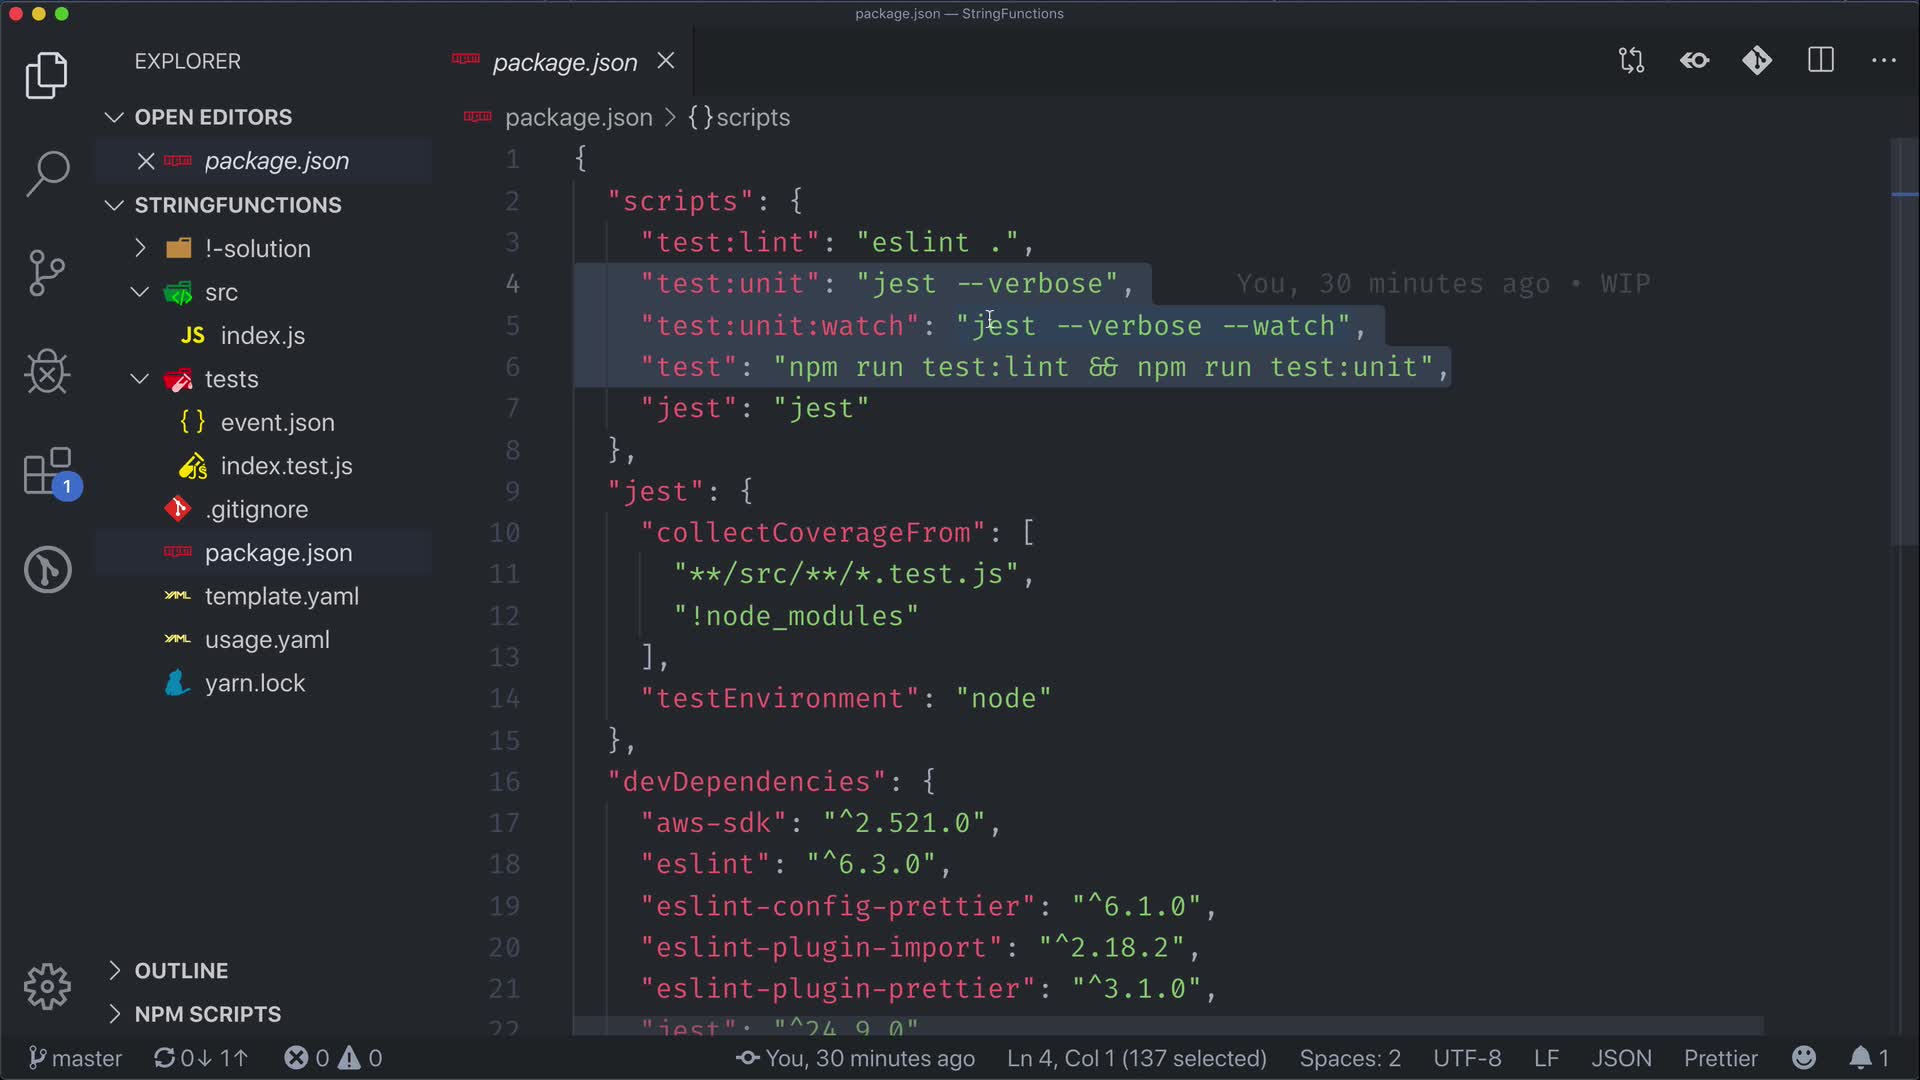 package.json — StringFunctions
EXPLORER
OPEN EDITORS
package.json
STRINGFUNCTIONS
!-solution
src
JS index.js
tests
{ } event.json
index.test.js
.gitignore
package.json
YAML template.yaml
YAML usage.yaml
yarn.lock
OUTLINE
NPM SCRIPTS
1
package.json
package.json > {} scripts
1 {
2 "scripts": {
3 "test:lint": "eslint .",
4 "test:unit": "jest --verbose", You, 30 minutes ago • WIP
5 "test:unit:watch": "jest --verbose --watch",
6 "test": "npm run test:lint && npm run test:unit",
7 "jest": "jest"
8 },
9 "jest": {
10 "collectCoverageFrom": [
11 "**/src/**/*.test.js",
12 "!node_modules"
13 ],
14 "testEnvironment": "node"
15 },
16 "devDependencies": {
17 "aws-sdk": "^2.521.0",
18 "eslint": "^6.3.0",
19 "eslint-config-prettier": "^6.1.0",
20 "eslint-plugin-import": "^2.18.2",
21 "eslint-plugin-prettier": "^3.1.0",
22 "jest": "^24.9.0"
master 0↓ 1↑ 0 0 You, 30 minutes ago Ln 4, Col 1 (137 selected) Spaces: 2 UTF-8 LF JSON Prettier 1